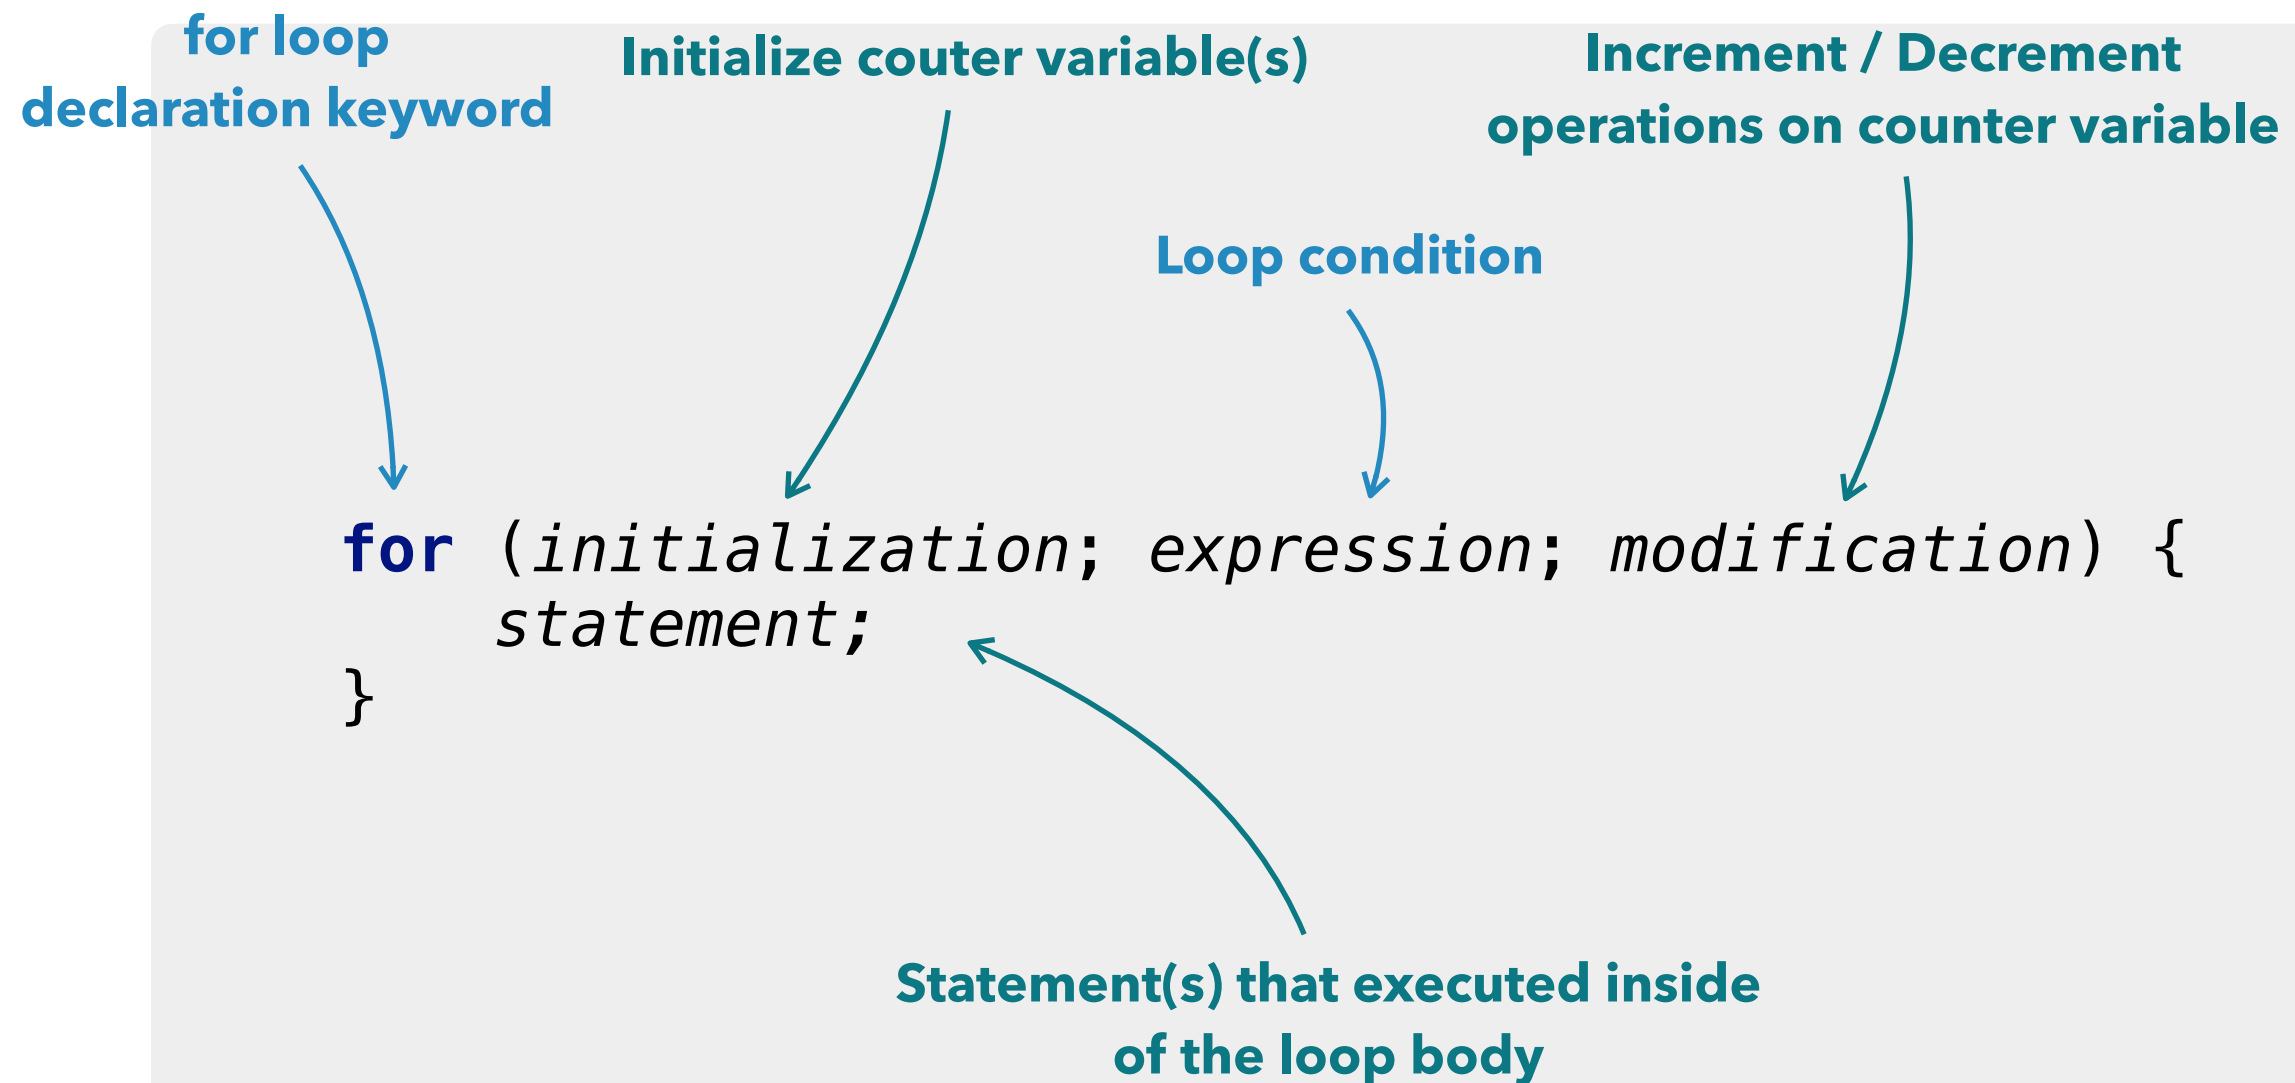 for loop
declaration keyword
Initialize couter variable(s)
Increment / Decrement
operations on counter variable
Loop condition
for (initialization; expression; modification) {
statement;
}
Statement(s) that executed inside
of the loop body